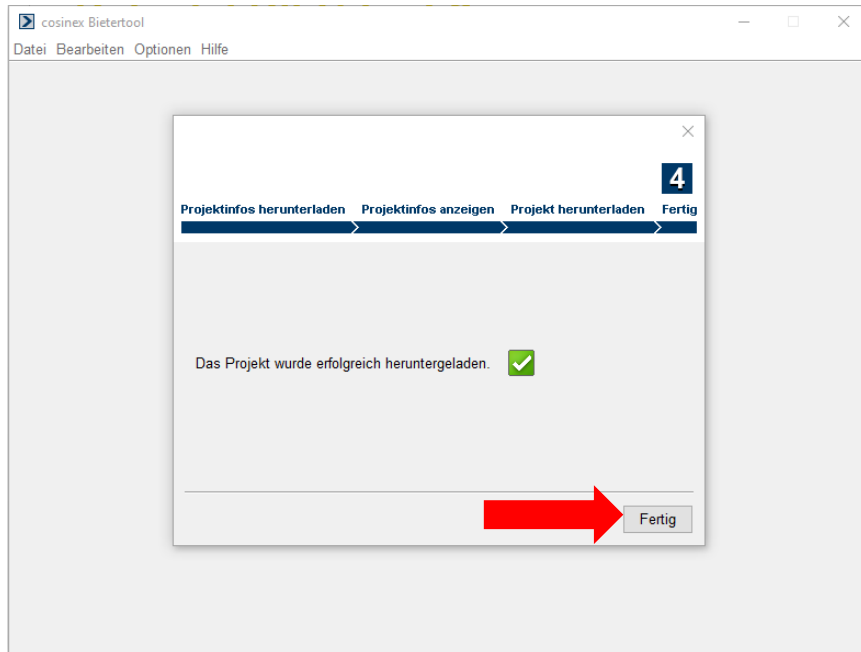 cosinex Bietertool
Datei Bearbeiten Optionen Hilfe
4
Projektinfos herunterladen Projektinfos anzeigen Projekt herunterladen Fertig
Das Projekt wurde erfolgreich heruntergeladen.
Fertig